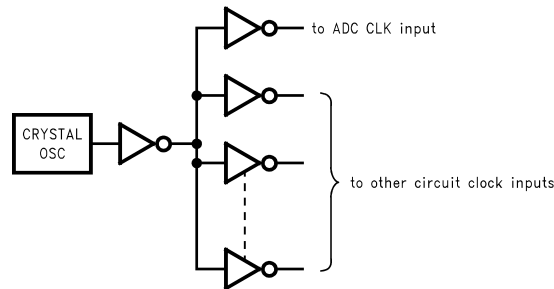 to ADC CLK input
CRYSTAL
OSC
to other circuit clock inputs